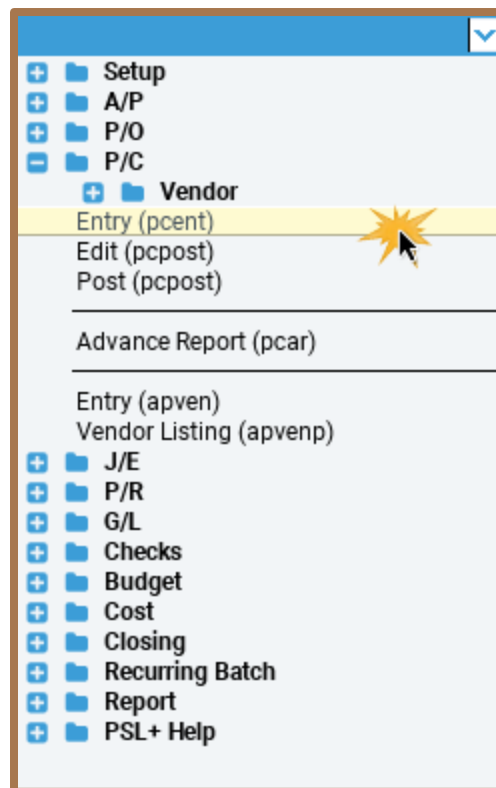 Setup
A/P
P/O
P/C
Vendor
Entry (pcent)
Edit (pcpost)
Post (pcpost)
Advance Report (pcar)
Entry (apven)
Vendor Listing (apvenp)
J/E
P/R
G/L
Checks
Budget
Cost
Closing
Recurring Batch
Report
PSL+ Help